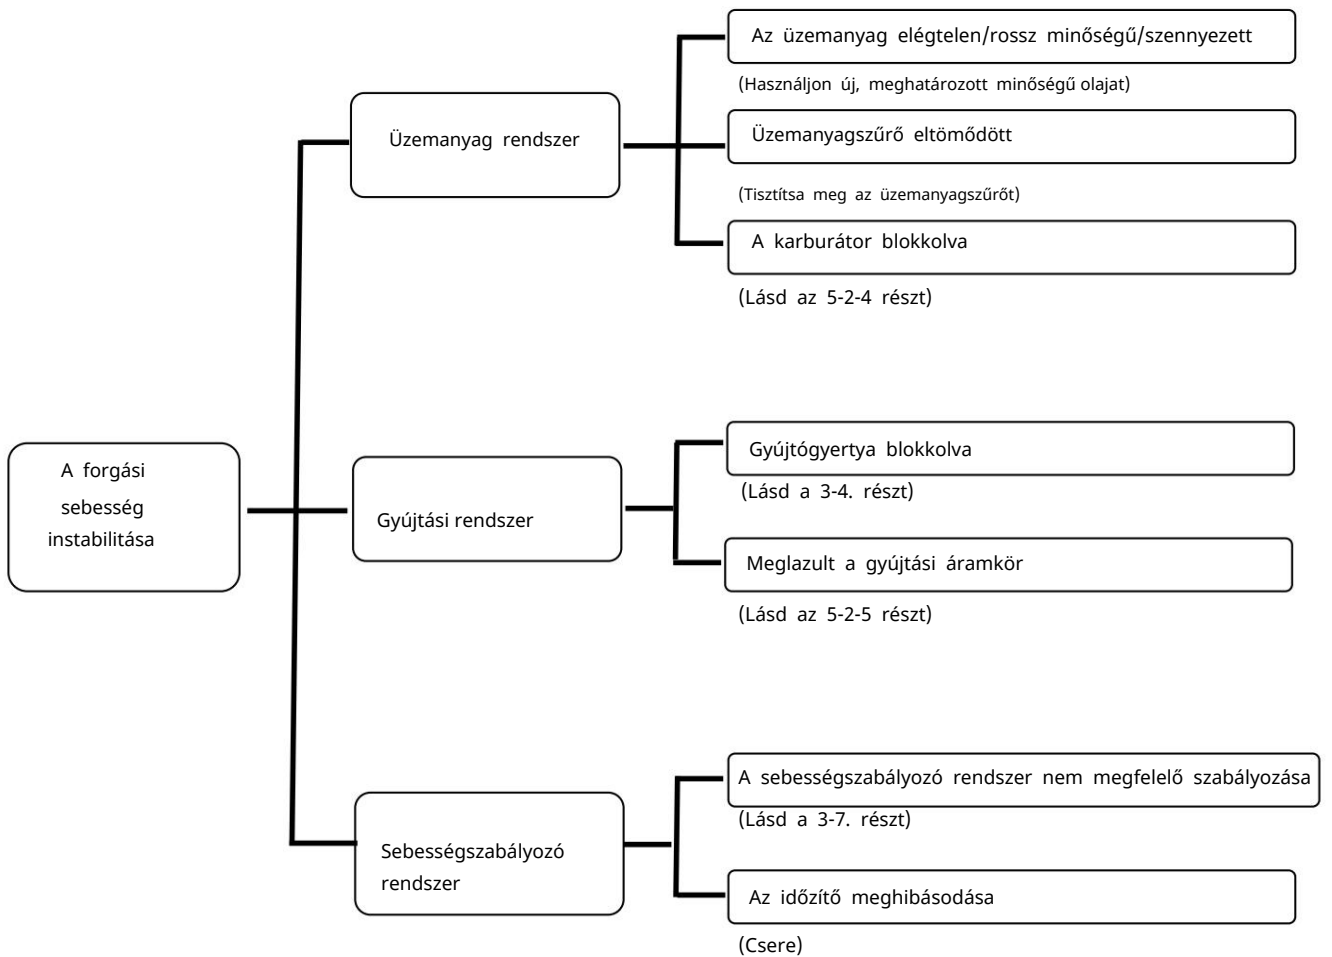 Az üzemanyag elégtelen/rossz minőségű/szennyezett
(Használjon új, meghatározott minőségű olajat)
Üzemanyag rendszer
Üzemanyagszűrő eltömődött
(Tisztítsa meg az üzemanyagszűrőt)
A karburátor blokkolva
(Lásd az 5-2-4 részt)
A forgási
sebesség
instabilitása
Gyújtási rendszer
Gyújtógyertya blokkolva
(Lásd a 3-4. részt)
Meglazult a gyújtási áramkör
(Lásd az 5-2-5 részt)
Sebességszabályozó
rendszer
A sebességszabályozó rendszer nem megfelelő szabályozása
(Lásd a 3-7. részt)
Az időzítő meghibásodása
(Csere)